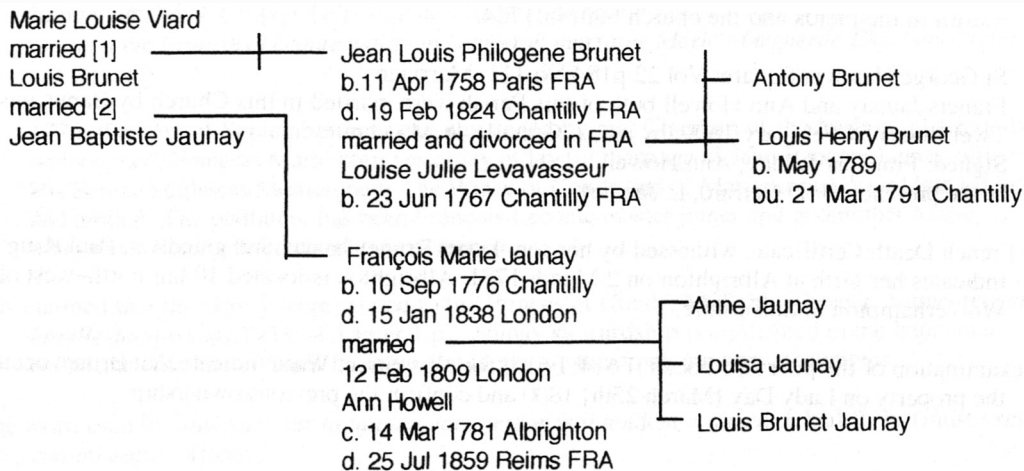 Marie Louise Viard
married [1]
Louis Brunet
married [2]
Jean Baptiste Jaunay
Jean Louis Philogene Brunet
b.11 Apr 1758 Paris FRA
d. 19 Feb 1824 Chantilly FRA
married and divorced in FRA
Louise Julie Levavasseur
b. 23 Jun 1767 Chantilly FRA
Antony Brunet
Louis Henry Brunet
b. May 1789
bu. 21 Mar 1791 Chantilly
François Marie Jaunay
b. 10 Sep 1776 Chantilly
d. 15 Jan 1838 London
married
12 Feb 1809 London
Ann Howell
c. 14 Mar 1781 Albrighton
d. 25 Jul 1859 Reims FRA
Anne Jaunay
Louisa Jaunay
Louis Brunet Jaunay